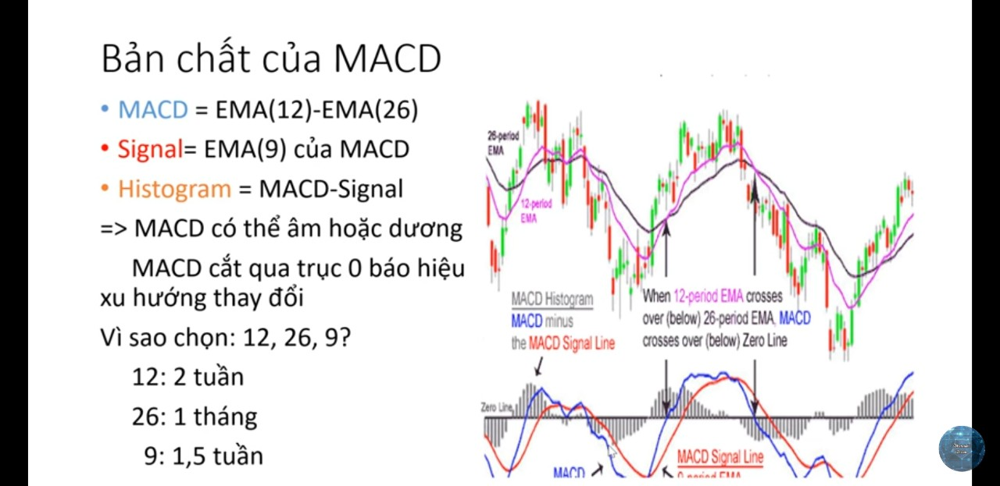 Bản chất của MACD
• MACD = EMA(12)-EMA(26)
• Signal= EMA(9) của MACD
• Histogram = MACD-Signal
=> MACD có thể âm hoặc dương
MACD cắt qua trục 0 báo hiệu
xu hướng thay đổi
Vì sao chọn: 12, 26, 9?
12: 2 tuần
26: 1 tháng
9: 1,5 tuần
26-period
EMA
12-period
EMA
MACD Histogram
MACD minus
the MACD Signal Line
When 12-period EMA crosses
over (below) 26-period EMA, MACD
crosses over (below) Zero Line
Zero Line
MACD
MACD Signal Line
9-period EMA